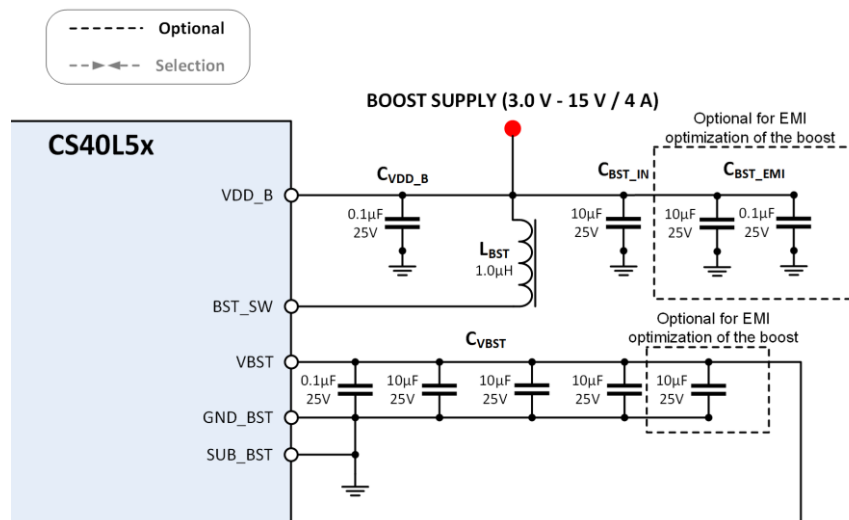 Optional
Selection
BOOST SUPPLY (3.0 V - 15 V / 4 A)
Optional for EMI
optimization of the boost
CS40L5x
VDD_B
CVDD_B
CBST_IN
CBST_EMI
0.1µF
25V
10µF
25V
10µF
25V
0.1µF
25V
LBST
1.0µH
BST_SW
Optional for EMI
optimization of the boost
VBST
CVBST
0.1µF
25V
10µF
25V
10µF
25V
10µF
25V
10µF
25V
GND_BST
SUB_BST